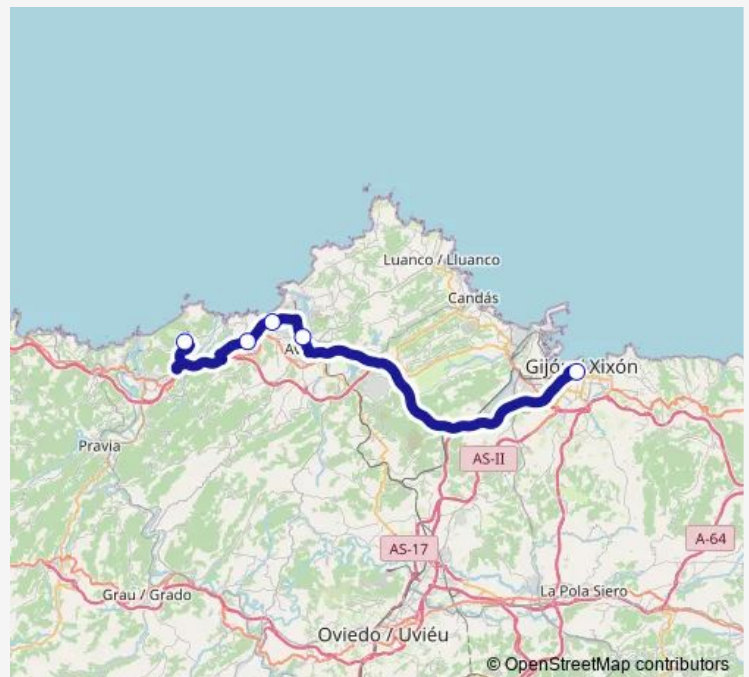 Luanco / Lluanco
Candás
Gijón / Xixón
Pravia
AS-II
AS-17
A-64
Grau / Grado
La Pola Siero
Oviedo / Uviéu
© OpenStreetMap contributors